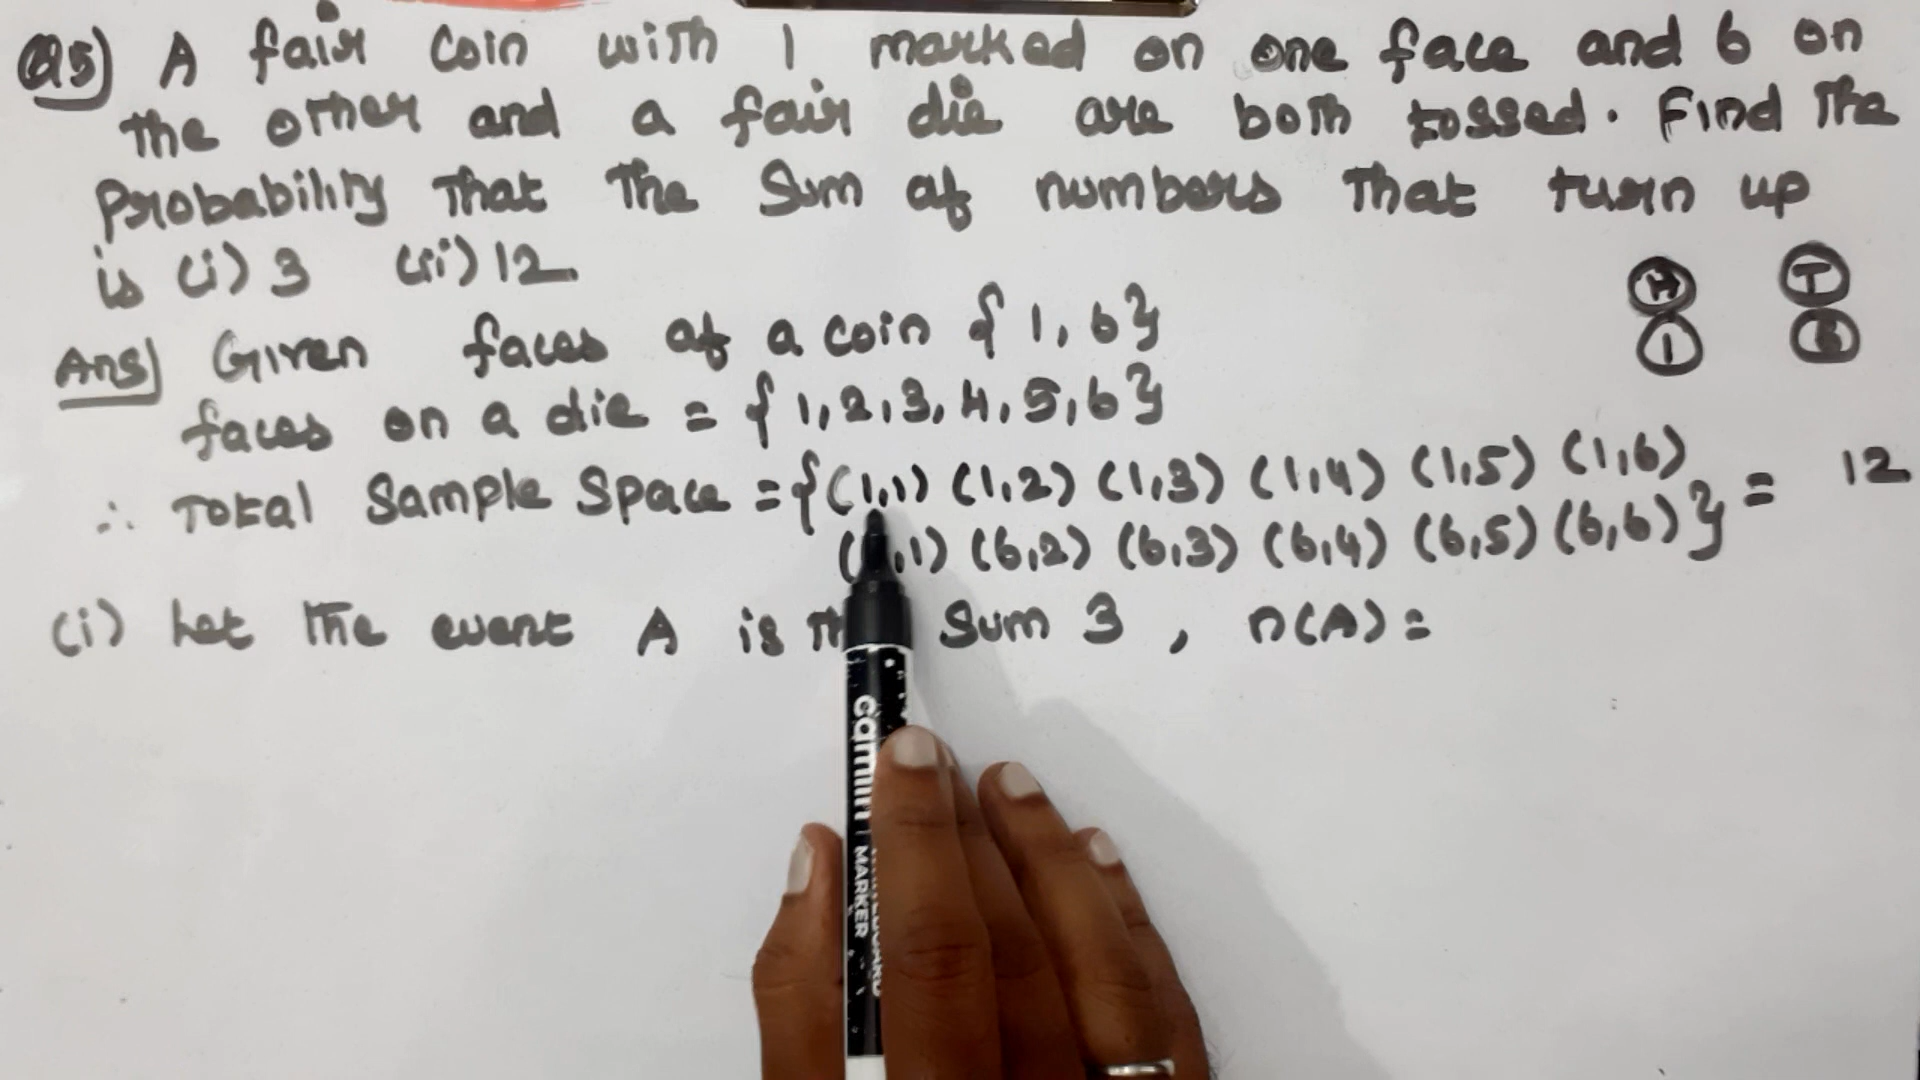 Q5) A fair coin with 1 marked on one face and 6 on
the other and a fair die are both tossed. Find the
probability that the sum of numbers that turn up
is (i) 3 (ii) 12
H T
1 6
Ans) Given faces of a coin { 1, 6}
faces on a die = { 1, 2, 3, 4, 5, 6}
∴ Total Sample Space = {(1,1) (1,2) (1,3) (1,4) (1,5) (1,6)
,1) (6,2) (6,3) (6,4) (6,5) (6,6)} = 12
(i) Let the event A is Sum 3 , n(A) =
camlin
MARKER